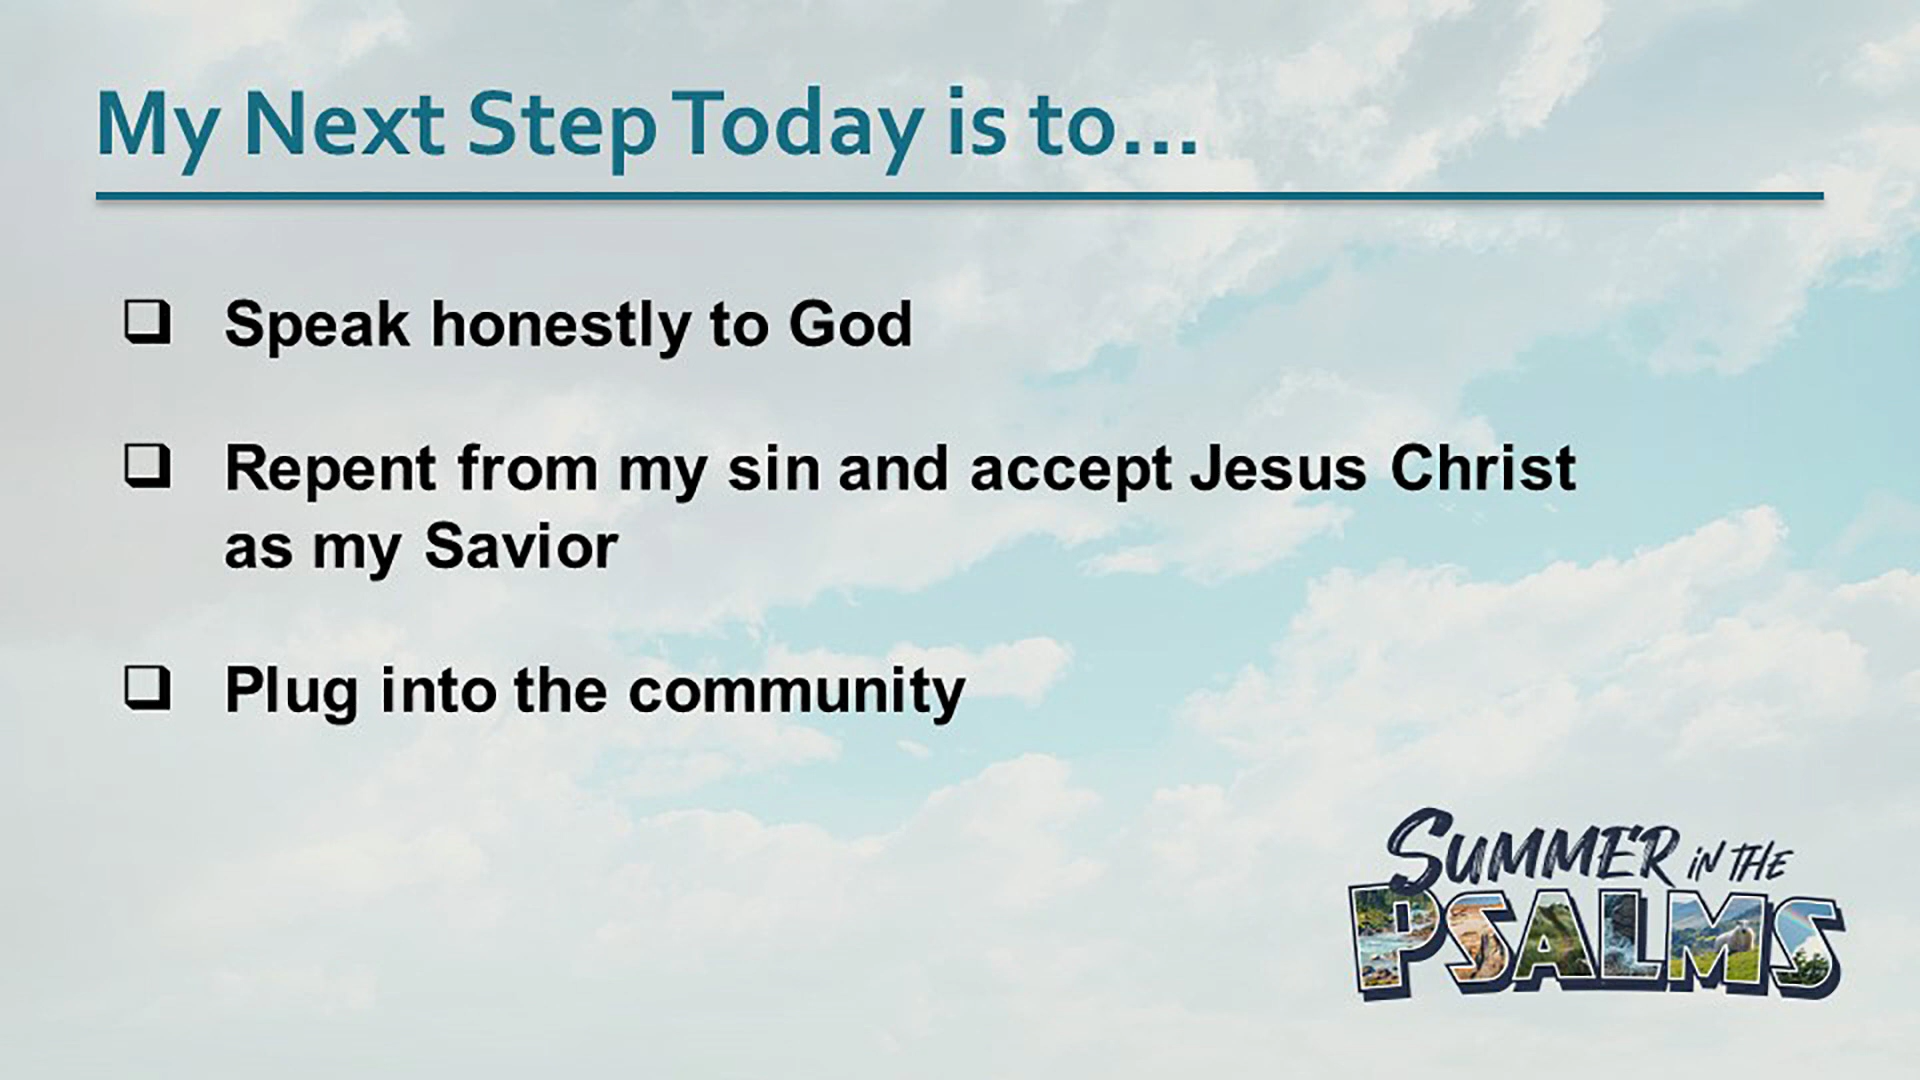 My Next Step Today is to...
❑ Speak honestly to God
❑ Repent from my sin and accept Jesus Christ
as my Savior
❑ Plug into the community
SUMMER IN THE
PSALMS